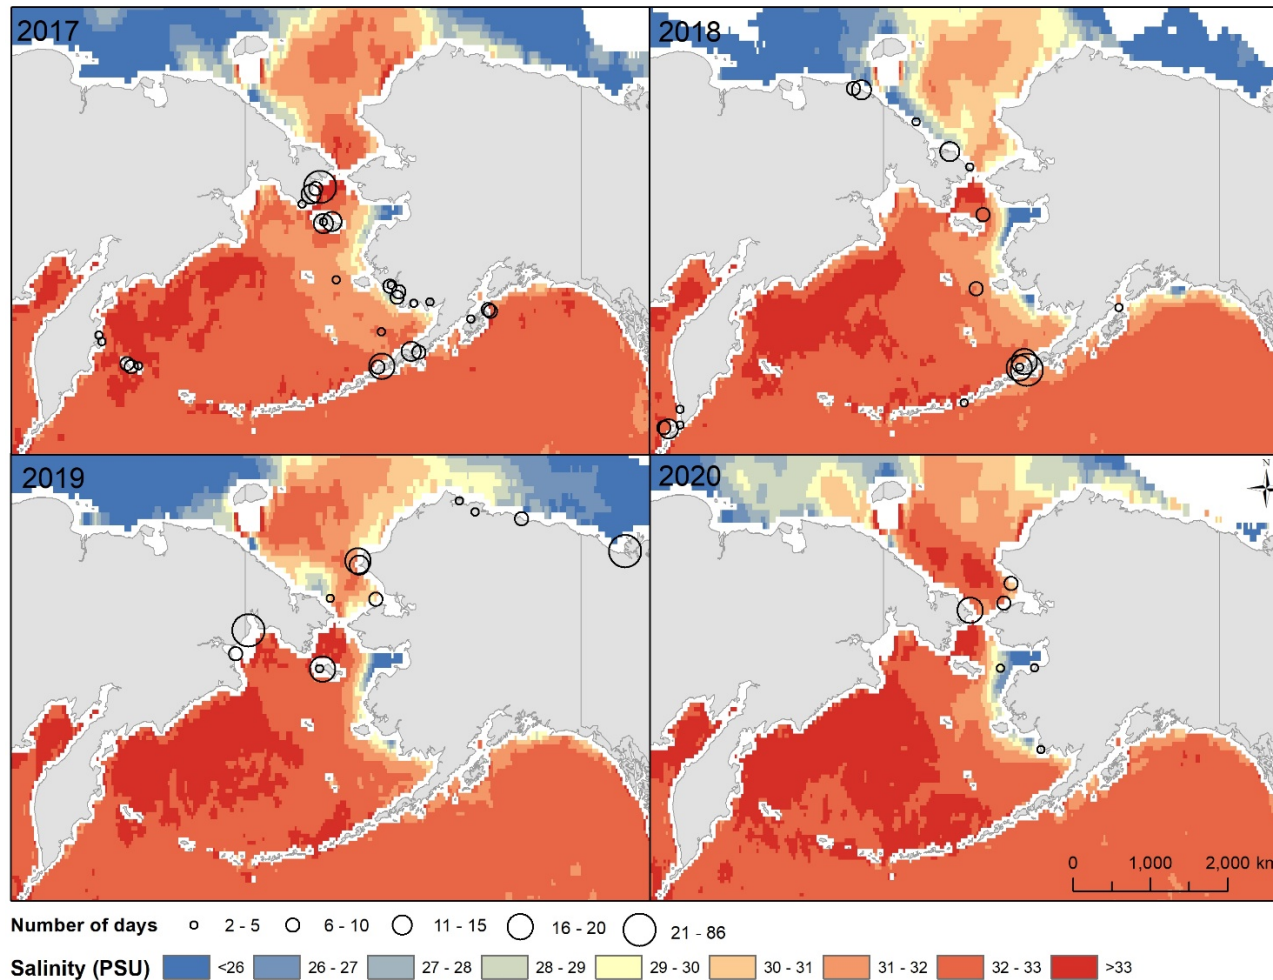 2017
2018
2019
2020
N
0 1,000 2,000 km
Number of days 2 - 5 6 - 10 11 - 15 16 - 20 21 - 86
Salinity (PSU) <26 26 - 27 27 - 28 28 - 29 29 - 30 30 - 31 31 - 32 32 - 33 >33